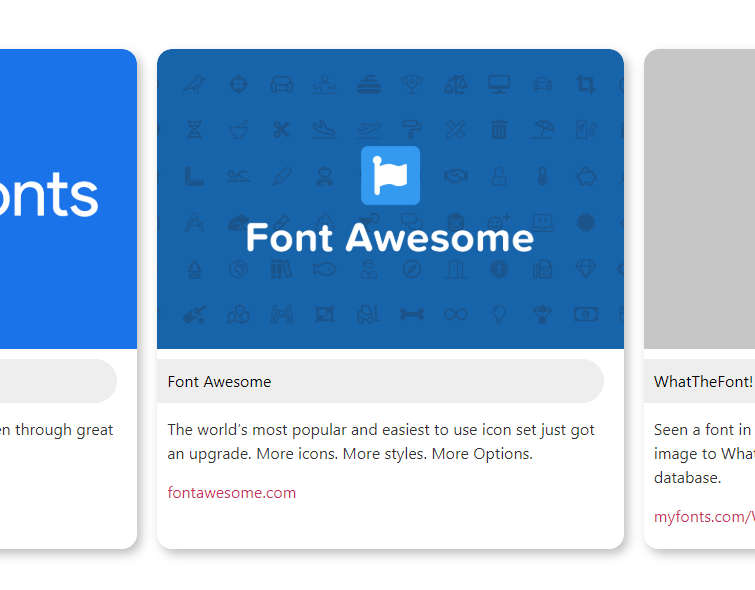 onts
en through great
Font Awesome
Font Awesome
The world's most popular and easiest to use icon set just got
an upgrade. More icons. More styles. More Options.
fontawesome.com
WhatTheFont!
Seen a font in
image to What
database.
myfonts.com/